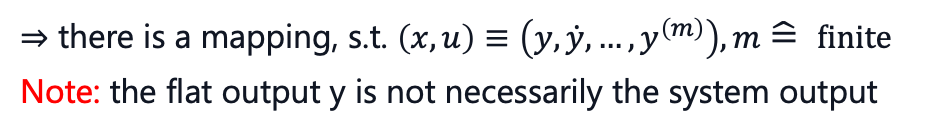 ⇒ there is a mapping, s.t. (x, u) ≡ (y, ẏ, … , y^(m)), m ≙ finite
Note: the flat output y is not necessarily the system output